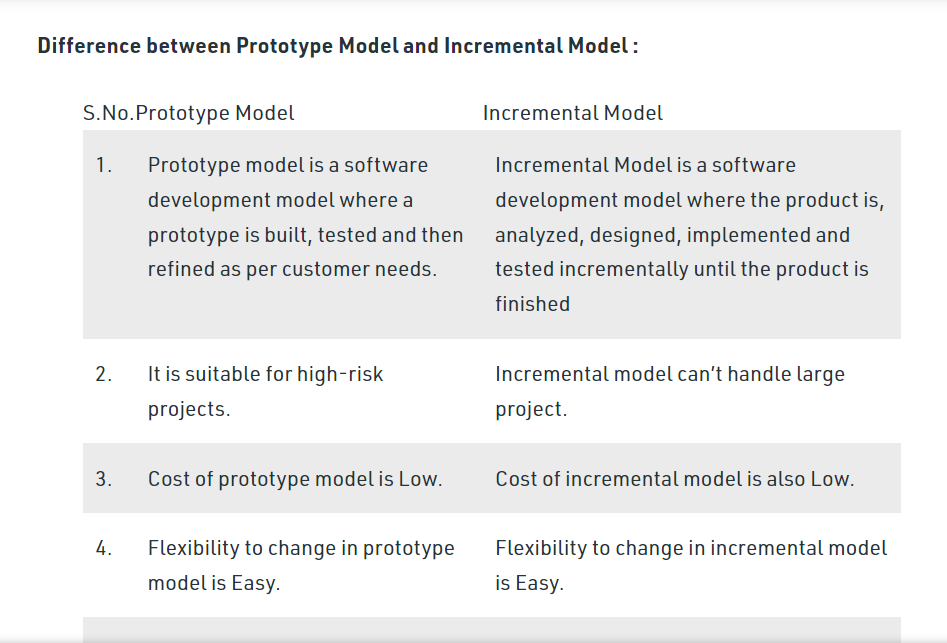 Difference between Prototype Model and Incremental Model :
S.No. Prototype Model Incremental Model
1. Prototype model is a software Incremental Model is a software
development model where a development model where the product is,
prototype is built, tested and then analyzed, designed, implemented and
refined as per customer needs. tested incrementally until the product is
finished
2. It is suitable for high-risk Incremental model can’t handle large
projects. project.
3. Cost of prototype model is Low. Cost of incremental model is also Low.
4. Flexibility to change in prototype Flexibility to change in incremental model
model is Easy. is Easy.